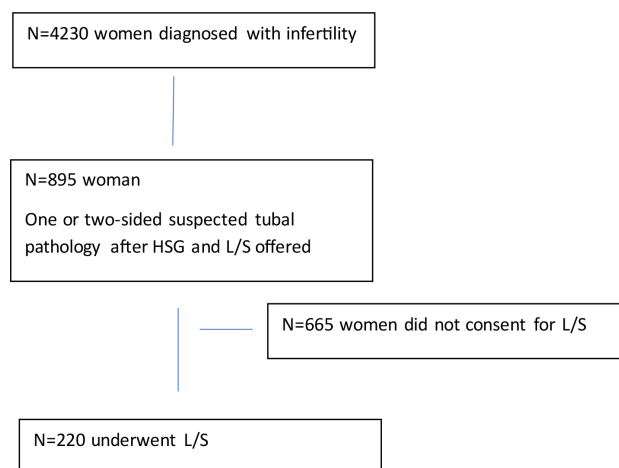 N=4230 women diagnosed with infertility
N=895 woman
One or two-sided suspected tubal
pathology after HSG and L/S offered
N=665 women did not consent for L/S
N=220 underwent L/S